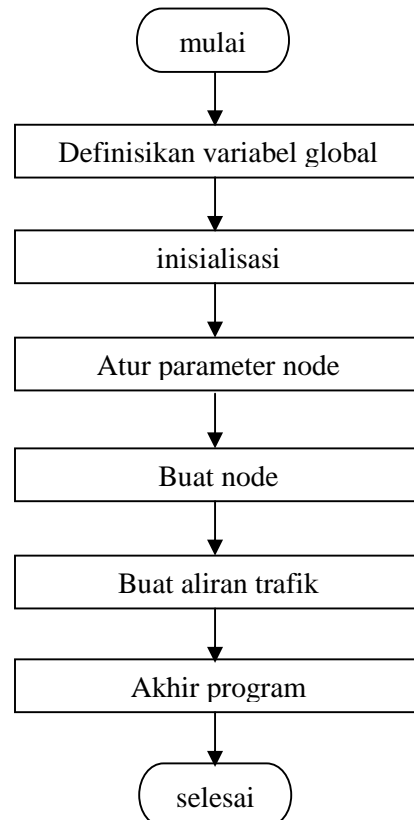 mulai
Definisikan variabel global
inisialisasi
Atur parameter node
Buat node
Buat aliran trafik
Akhir program
selesai